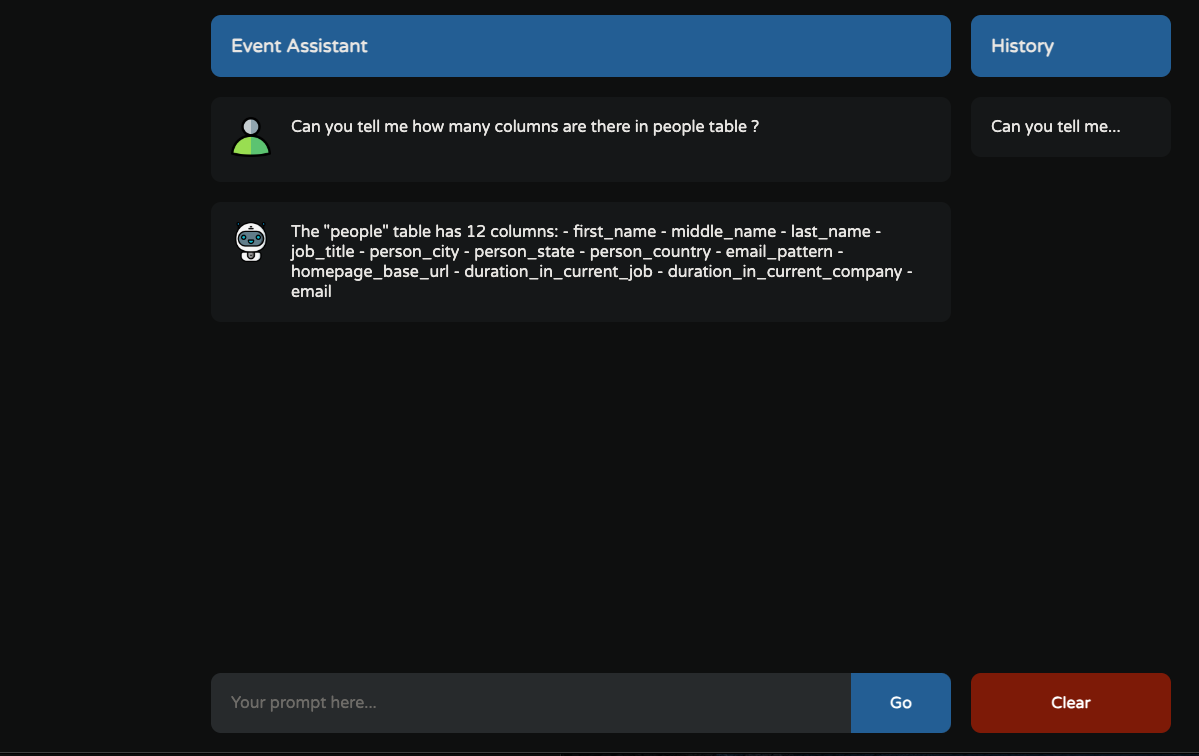 Event Assistant
History
Can you tell me how many columns are there in people table ?
Can you tell me...
The "people" table has 12 columns: - first_name - middle_name - last_name -
job_title - person_city - person_state - person_country - email_pattern -
homepage_base_url - duration_in_current_job - duration_in_current_company -
email
Your prompt here...
Go
Clear